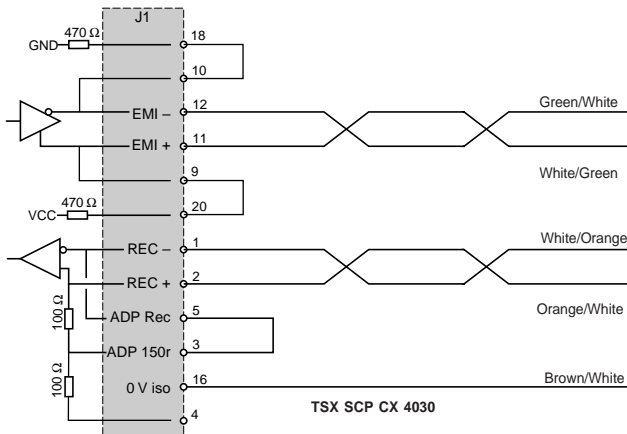 J1
GND 470 Ω 18
10
EMI – 12 Green/White
EMI + 11
9 White/Green
VCC 470 Ω 20
REC – 1 White/Orange
REC + 2
100 Ω ADP Rec 5 Orange/White
ADP 150r 3
100 Ω 0 V iso 16 Brown/White
TSX SCP CX 4030
4